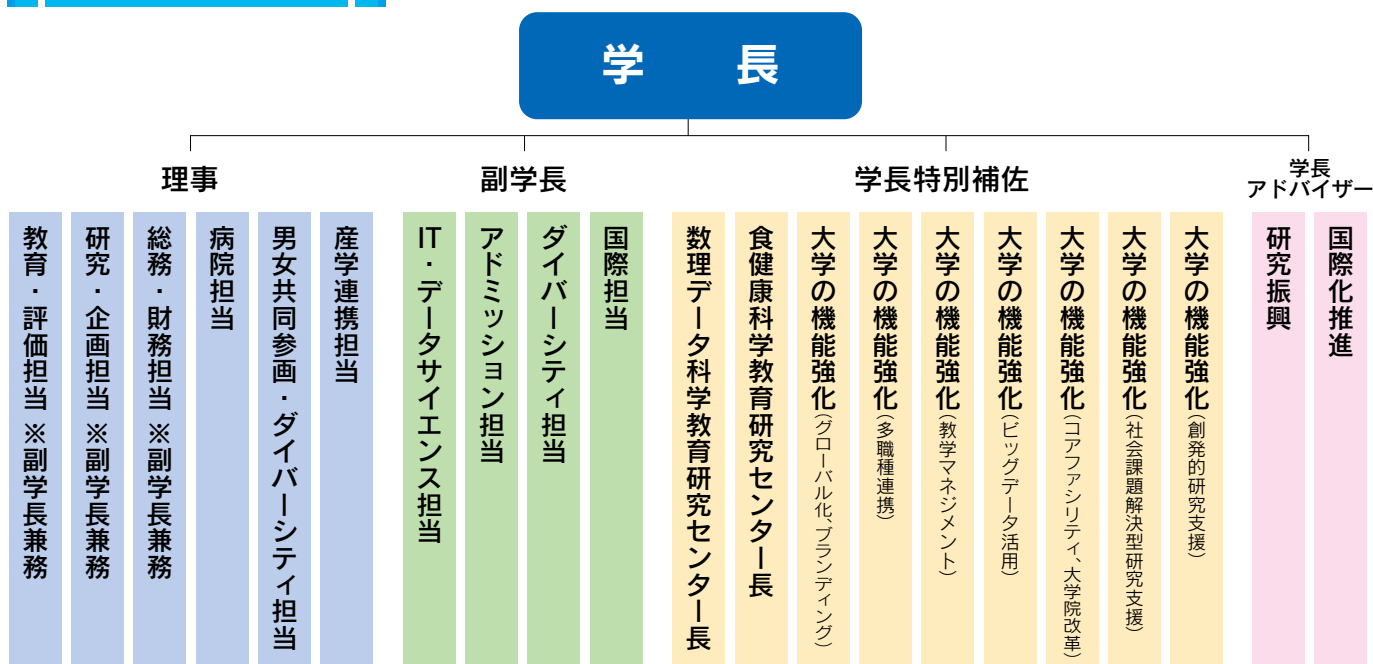 学長
理事
教育・評価担当 ※副学長兼務
研究・企画担当 ※副学長兼務
総務・財務担当 ※副学長兼務
病院担当
男女共同参画・ダイバーシティ担当
産学連携担当
副学長
IT・データサイエンス担当
アドミッション担当
ダイバーシティ担当
国際担当
学長特別補佐
数理データ科学教育研究センター長
食健康科学教育研究センター長
大学の機能強化(グローバル化、ブランディング)
大学の機能強化(多職種連携)
大学の機能強化(教学マネジメント)
大学の機能強化(ビッグデータ活用)
大学の機能強化(コアファシリティ、大学院改革)
大学の機能強化(社会課題解決型研究支援)
大学の機能強化(創発的研究支援)
学長
アドバイザー
研究振興
国際化推進